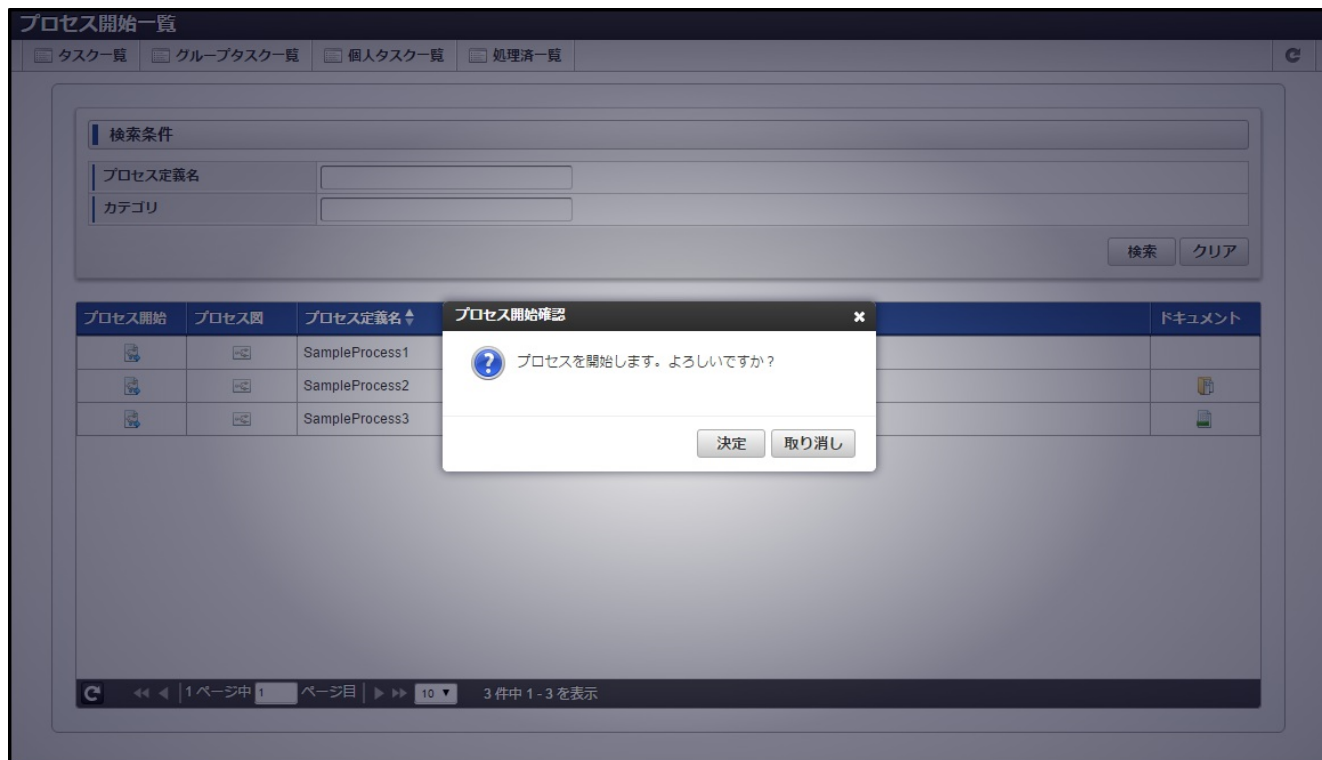 プロセス開始一覧
タスク一覧 グループタスク一覧 個人タスク一覧 処理済一覧
検索条件
プロセス定義名
カテゴリ
検索 クリア
プロセス開始 プロセス図 プロセス定義名 ドキュメント
プロセス開始確認
SampleProcess1
プロセスを開始します。よろしいですか？
SampleProcess2
SampleProcess3
決定 取り消し
1 ページ中 1 ページ目 10 3 件中 1 - 3 を表示